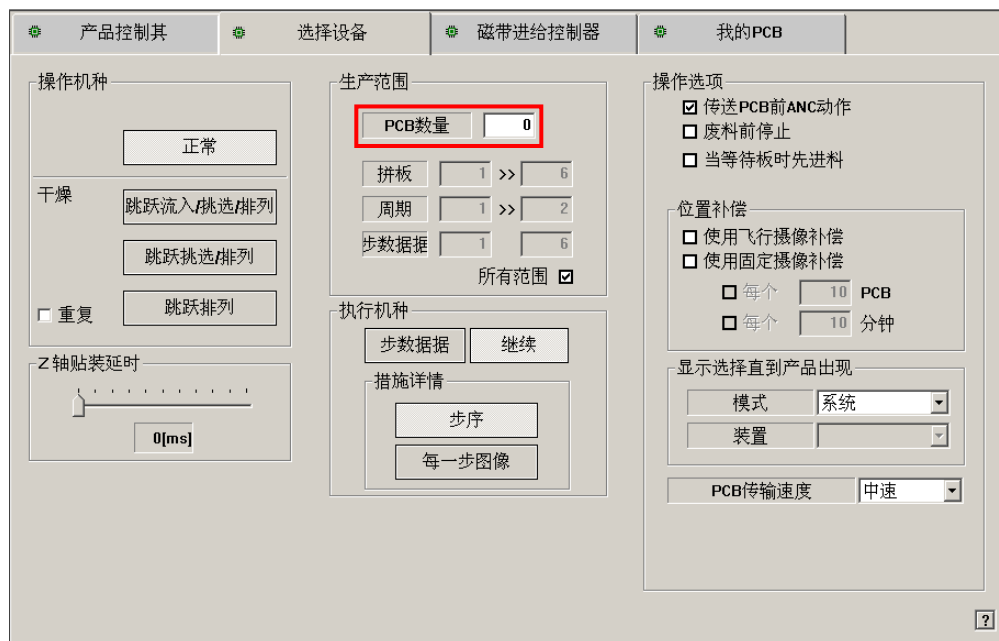 产品控制其
选择设备
磁带进给控制器
我的PCB
操作机种
正常
干燥
跳跃流入/挑选/排列
跳跃挑选/排列
重复
跳跃排列
Z轴贴装延时
0[ms]
生产范围
PCB数量 0
拼板 1 >> 6
周期 1 >> 2
步数据据 1 6
所有范围
执行机种
步数据据
继续
措施详情
步序
每一步图像
操作选项
传送PCB前ANC动作
废料前停止
当等待板时先进料
位置补偿
使用飞行摄像补偿
使用固定摄像补偿
每个 10 PCB
每个 10 分钟
显示选择直到产品出现
模式 系统
装置
PCB传输速度 中速
?